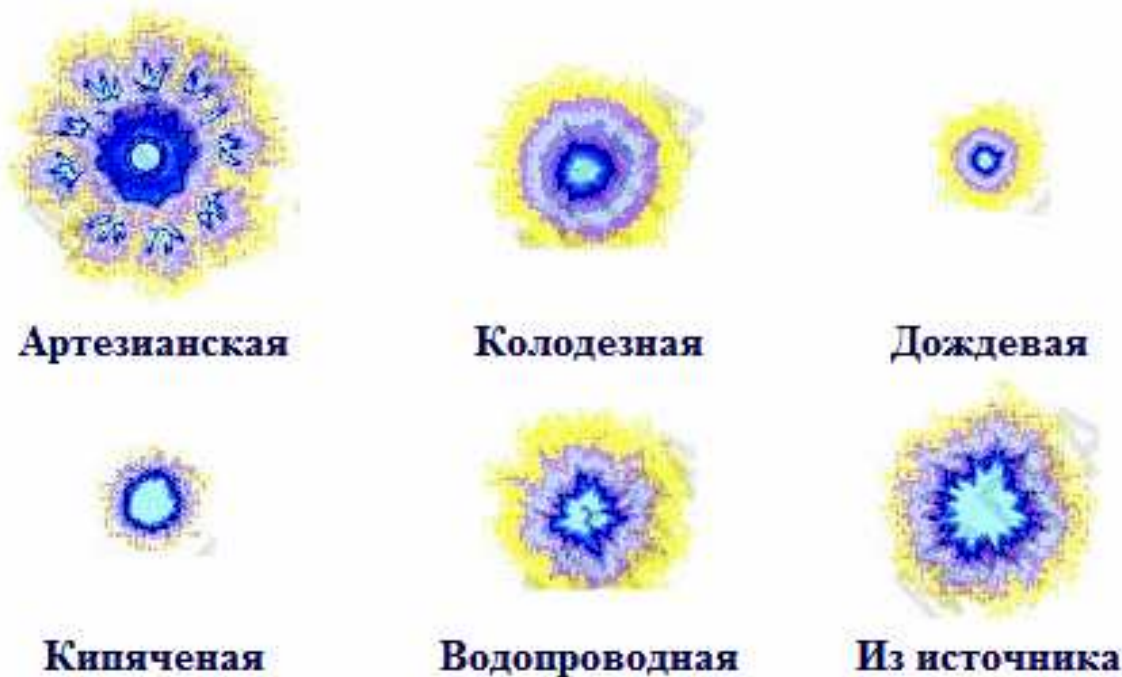 Артезианская
Колодезная
Дождевая
Кипяченая
Водопроводная
Из источника